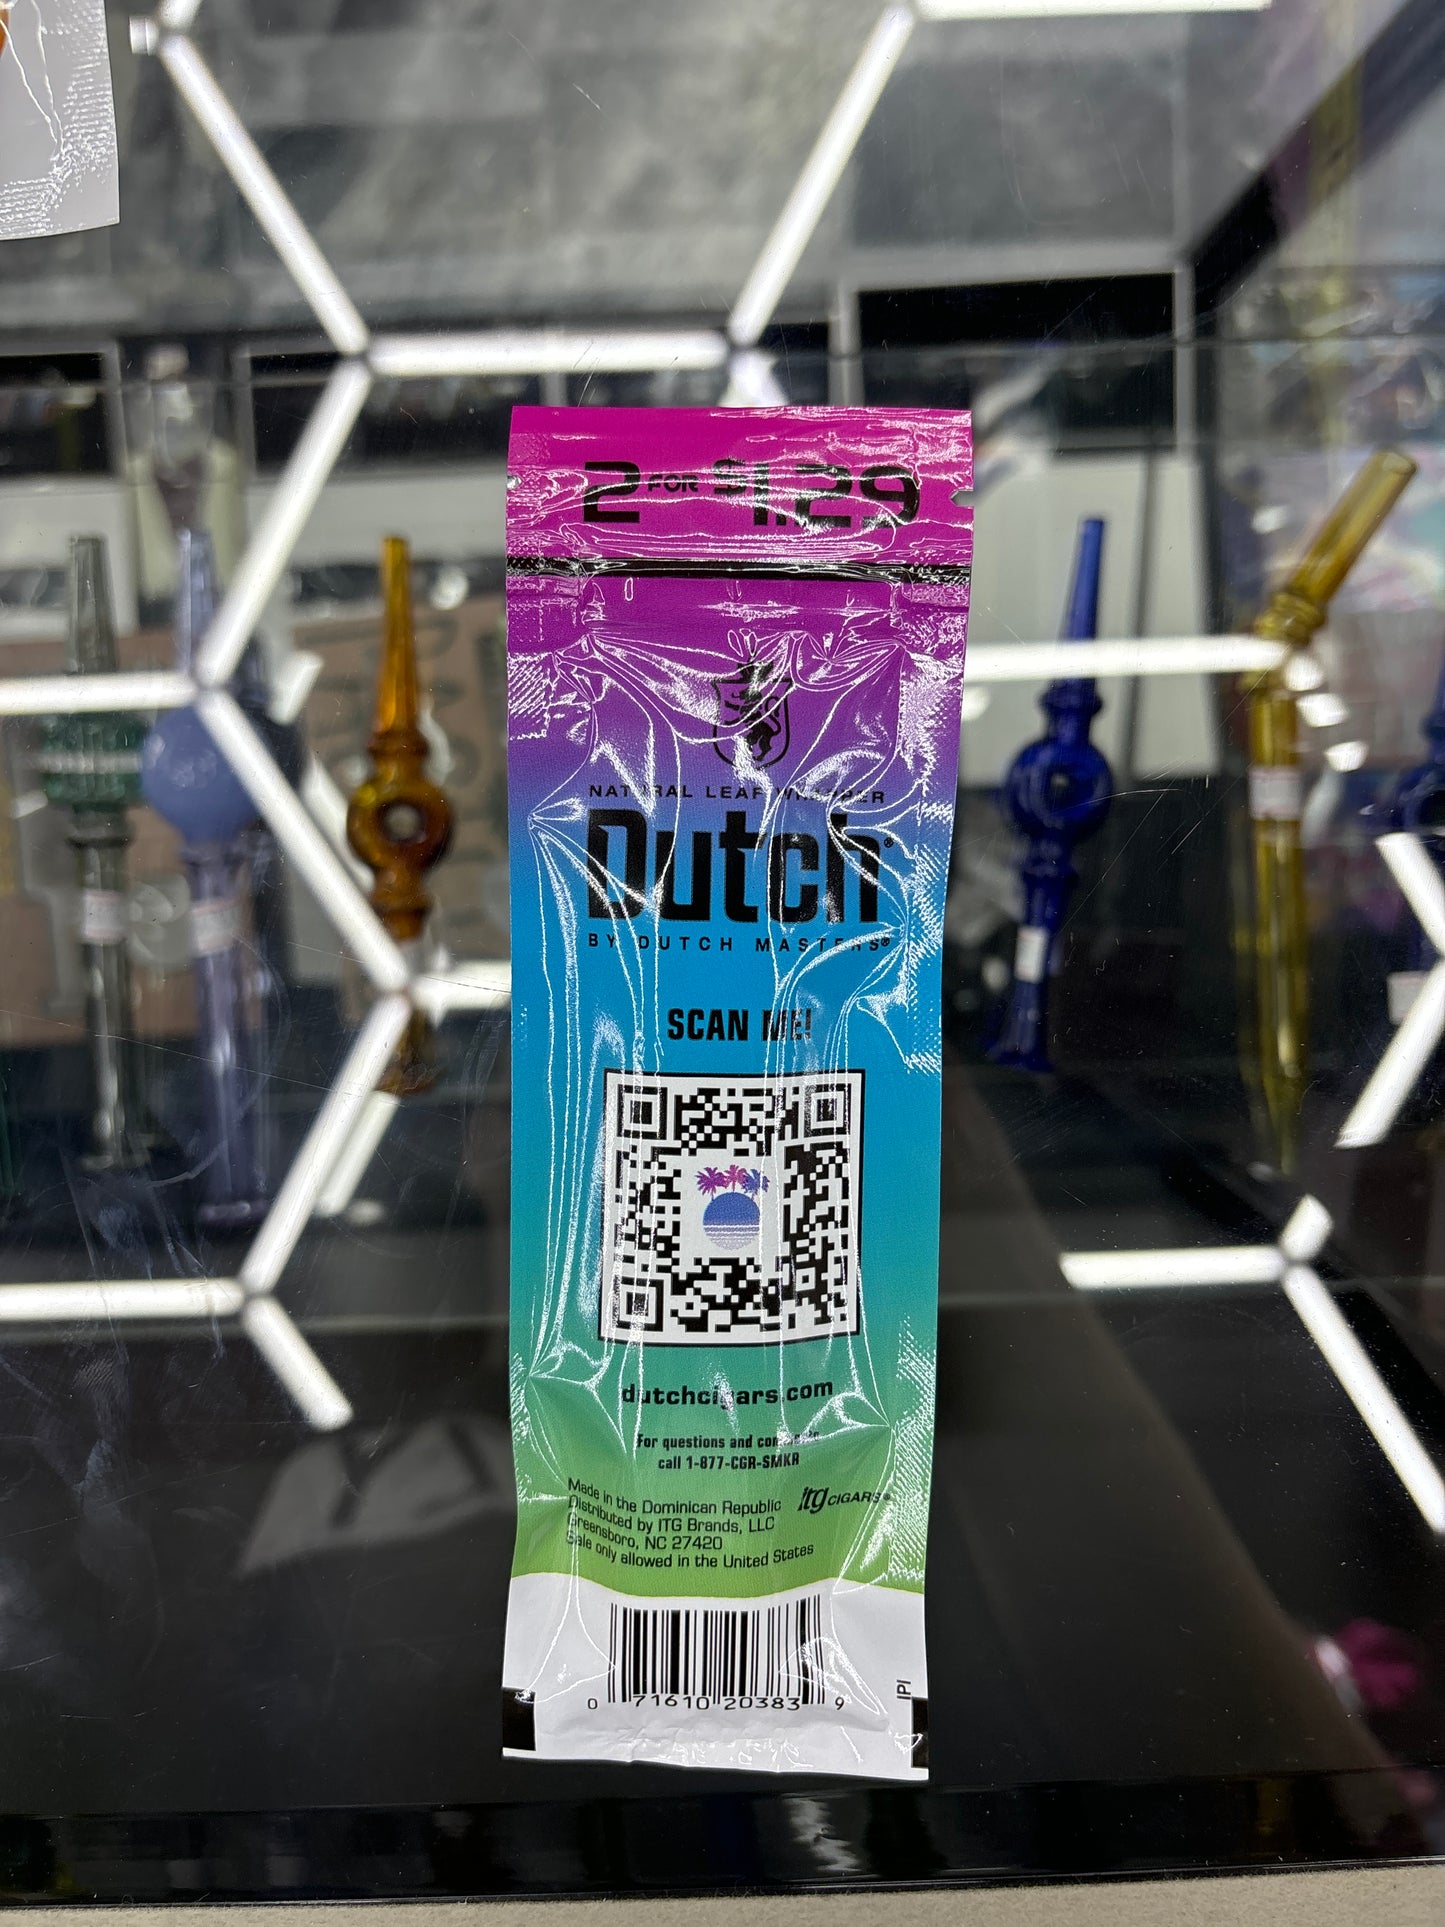 2 FOR $1.29
NATURAL LEAF WRAPPER
Dutch®
BY DUTCH MASTERS®
SCAN ME!
dutchcigars.com
For questions and comments
call 1-877-CGR-SMKR
Made in the Dominican Republic
Distributed by ITG Brands, LLC
Greensboro, NC 27420
Sale only allowed in the United States
itg CIGARS
IPI
0 71610 20383 9